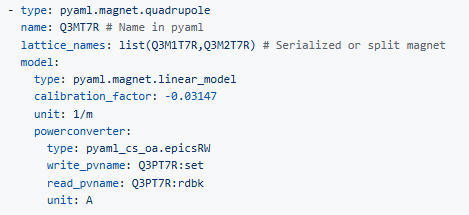 - type: pyaml.magnet.quadrupole
  name: Q3MT7R # Name in pyaml
  lattice_names: list(Q3M1T7R,Q3M2T7R) # Serialized or split magnet
  model:
    type: pyaml.magnet.linear_model
    calibration_factor: -0.03147
    unit: 1/m
    powerconverter:
      type: pyaml_cs_oa.epicsRW
      write_pvname: Q3PT7R:set
      read_pvname: Q3PT7R:rdbk
      unit: A